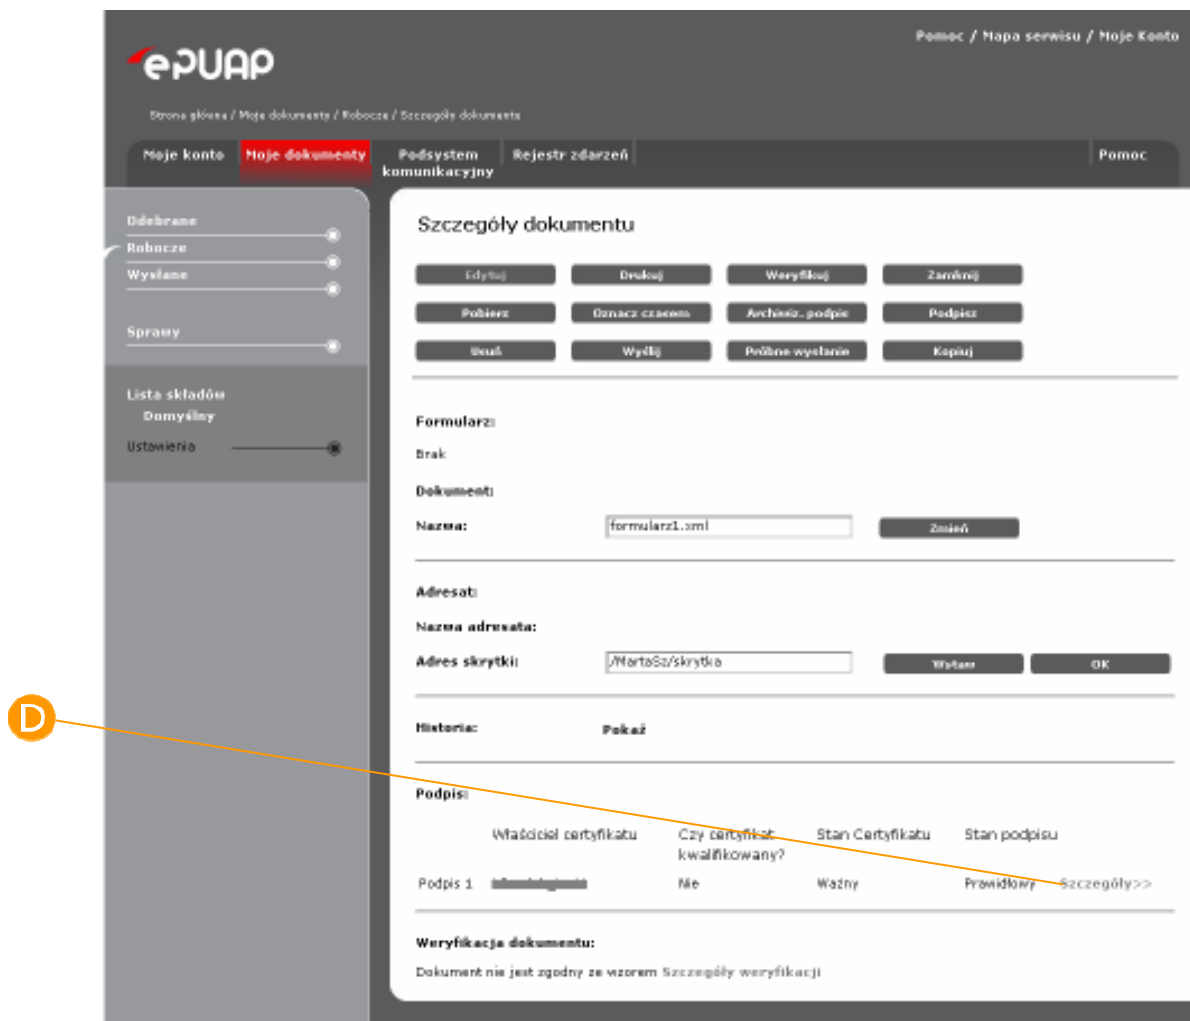 ePUAP
Pomoc / Mapa serwisu / Moje Konto
Strona główna / Moje dokumenty / Robocze / Szczegóły dokumentu
Moje konto
Moje dokumenty
Podsystem
komunikacyjny
Rejestr zdarzeń
Pomoc
Odebrane
Robocze
Wysłane
Sprawy
Lista składów
Domyślny
Ustawienia
Szczegóły dokumentu
Edytuj Drukuj Weryfikuj Zamknij
Pobierz Oznacz czasem Archiwiz. podpis Podpisz
Usuń Wyślij Próbne wysłanie Kopiuj
Formularz:
Brak
Dokument:
Nazwa: formularz1.xml Zmień
Adresat:
Nazwa adresata:
Adres skrytki: /MartaSz/skrytka Wstaw OK
D
Historia: Pokaż
Podpis:
Właściciel certyfikatu Czy certyfikat Stan Certyfikatu Stan podpisu
kwalifikowany?
Podpis 1 Nie Ważny Prawidłowy Szczegóły>>
Weryfikacja dokumentu:
Dokument nie jest zgodny ze wzorem Szczegóły weryfikacji